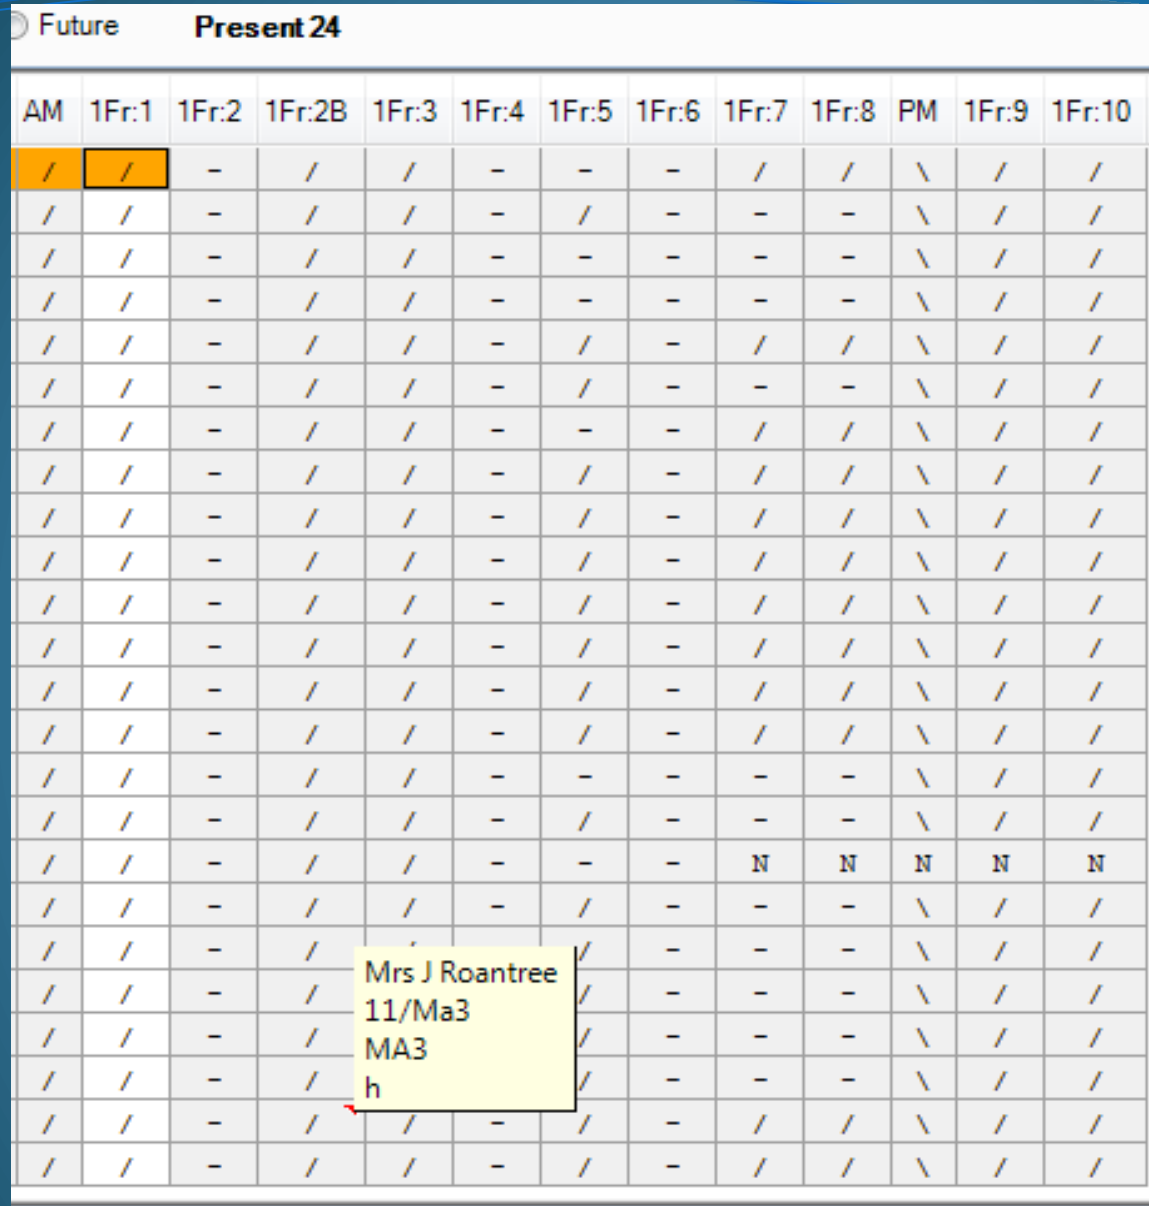 Future Present 24
AM 1Fr:1 1Fr:2 1Fr:2B 1Fr:3 1Fr:4 1Fr:5 1Fr:6 1Fr:7 1Fr:8 PM 1Fr:9 1Fr:10
/ / - / / - - - / / \ / /
/ / - / / - / - - - \ / /
/ / - / / - - - - - \ / /
/ / - / / - - - - - \ / /
/ / - / / - / - / / \ / /
/ / - / / - / - - - \ / /
/ / - / / - - - / / \ / /
/ / - / / - / - / / \ / /
/ / - / / - / - / / \ / /
/ / - / / - / - / / \ / /
/ / - / / - / - / / \ / /
/ / - / / - / - / / \ / /
/ / - / / - / - / / \ / /
/ / - / / - / - / / \ / /
/ / - / / - - - - - \ / /
/ / - / / - / - - - \ / /
/ / - / / - - - N N N N N
/ / - / / - / - - - \ / /
/ / - / / - - - \ / /
/ / - / / - - - \ / /
/ / - / / - - - \ / /
/ / - / / - - - \ / /
/ / - / / - / - / / \ / /
/ / - / / - / - / / \ / /
Mrs J Roantree
11/Ma3
MA3
h